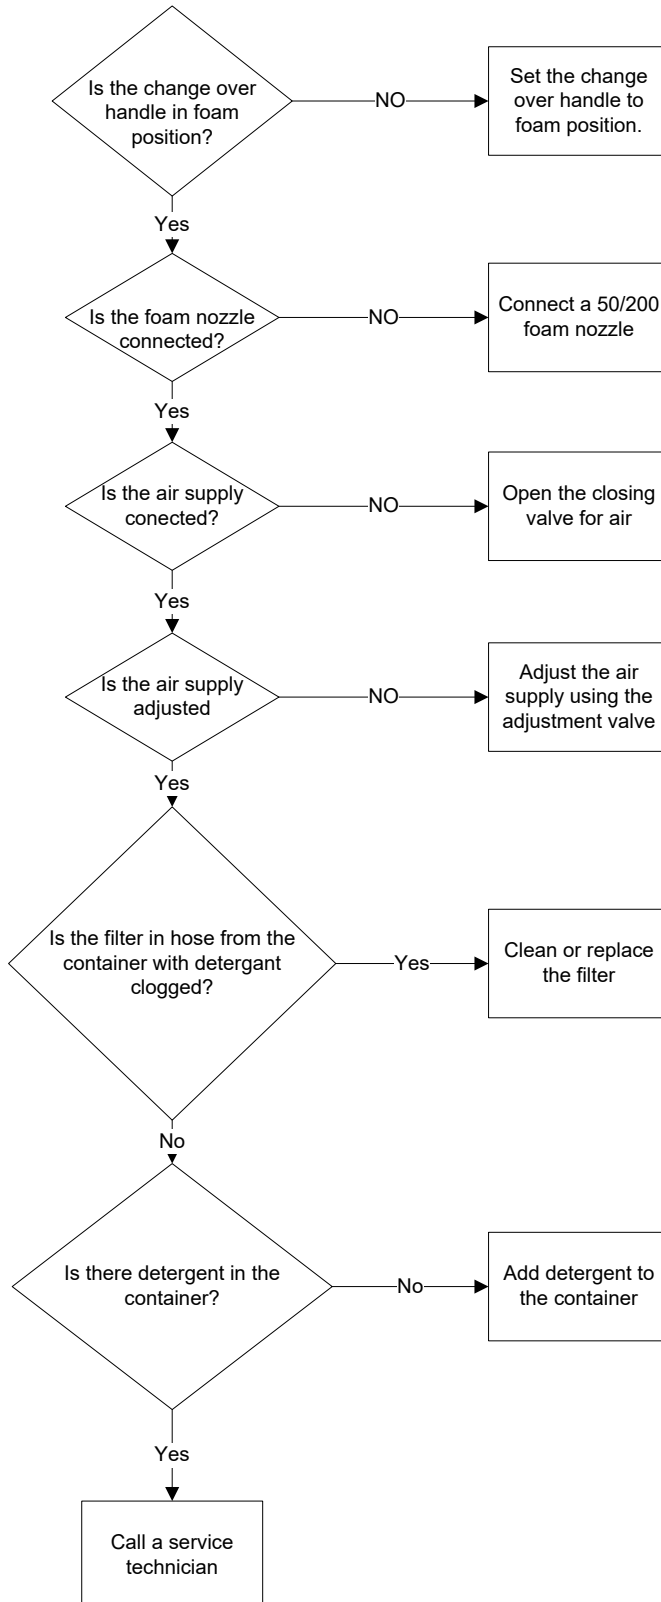 Is the change over
handle in foam
position?
NO
Set the change
over handle to
foam position.
Yes
Is the foam nozzle
connected?
NO
Connect a 50/200
foam nozzle
Yes
Is the air supply
conected?
NO
Open the closing
valve for air
Yes
Is the air supply
adjusted
NO
Adjust the air
supply using the
adjustment valve
Yes
Is the filter in hose from the
container with detergant
clogged?
Yes
Clean or replace
the filter
No
Is there detergent in the
container?
No
Add detergent to
the container
Yes
Call a service
technician